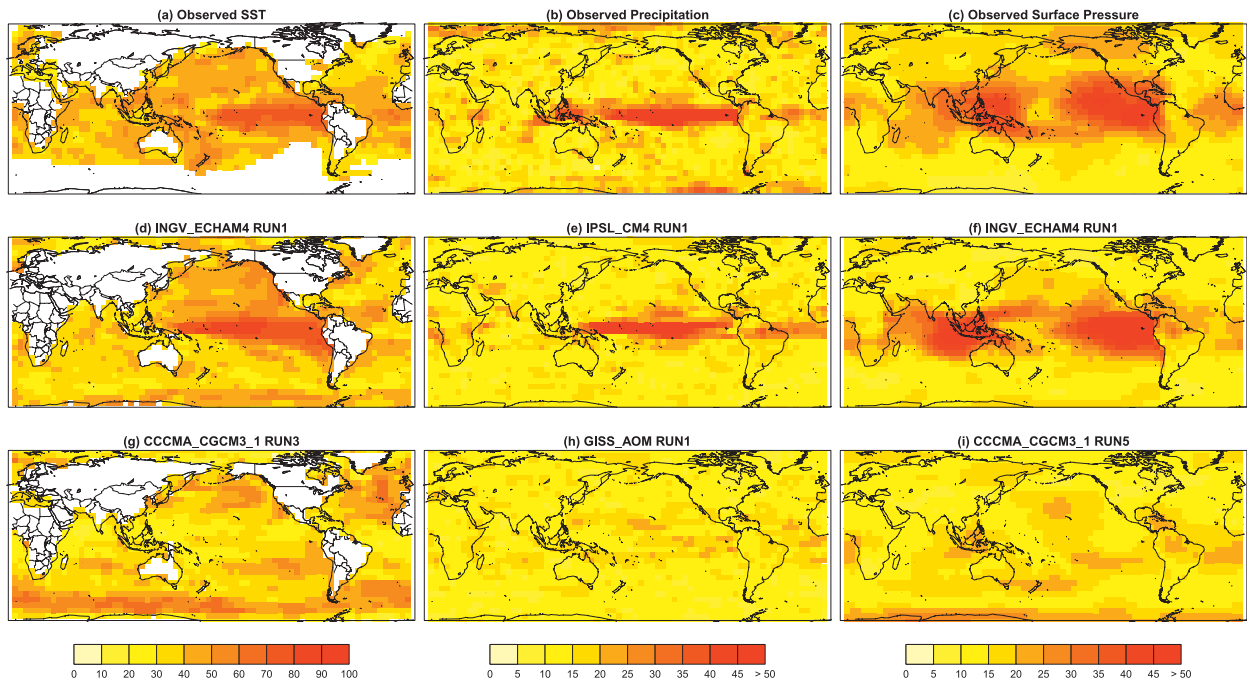 (a) Observed SST
(b) Observed Precipitation
(c) Observed Surface Pressure
(d) INGV_ECHAM4 RUN1
(e) IPSL_CM4 RUN1
(f) INGV_ECHAM4 RUN1
(g) CCCMA_CGCM3_1 RUN3
(h) GISS_AOM RUN1
(i) CCCMA_CGCM3_1 RUN5
0 10 20 30 40 50 60 70 80 90 100
0 5 10 15 20 25 30 35 40 45 > 50
0 5 10 15 20 25 30 35 40 45 > 50